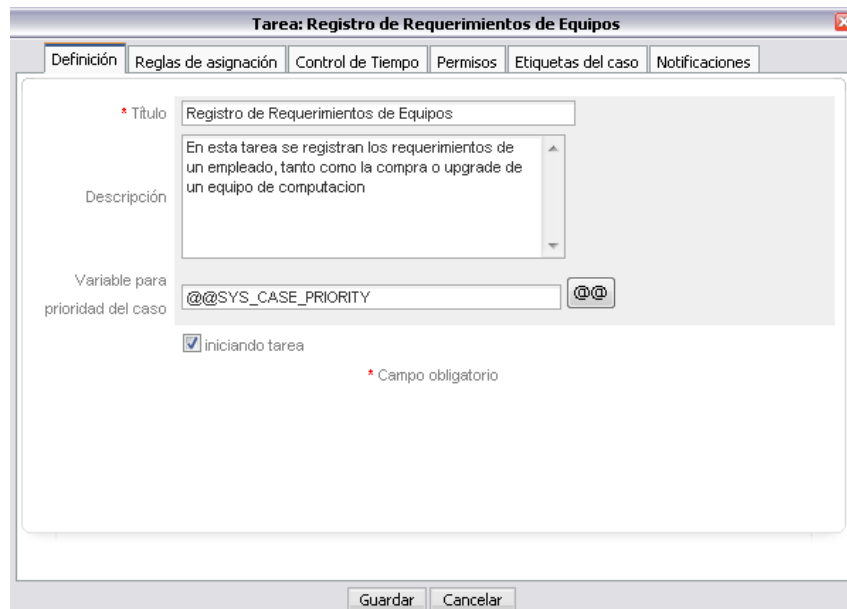 Tarea: Registro de Requerimientos de Equipos
Definición Reglas de asignación Control de Tiempo Permisos Etiquetas del caso Notificaciones
* Título Registro de Requerimientos de Equipos
En esta tarea se registran los requerimientos de
un empleado, tanto como la compra o upgrade de
un equipo de computacion
Descripción
Variable para
prioridad del caso
@@SYS_CASE_PRIORITY @@
iniciando tarea
* Campo obligatorio
Guardar Cancelar